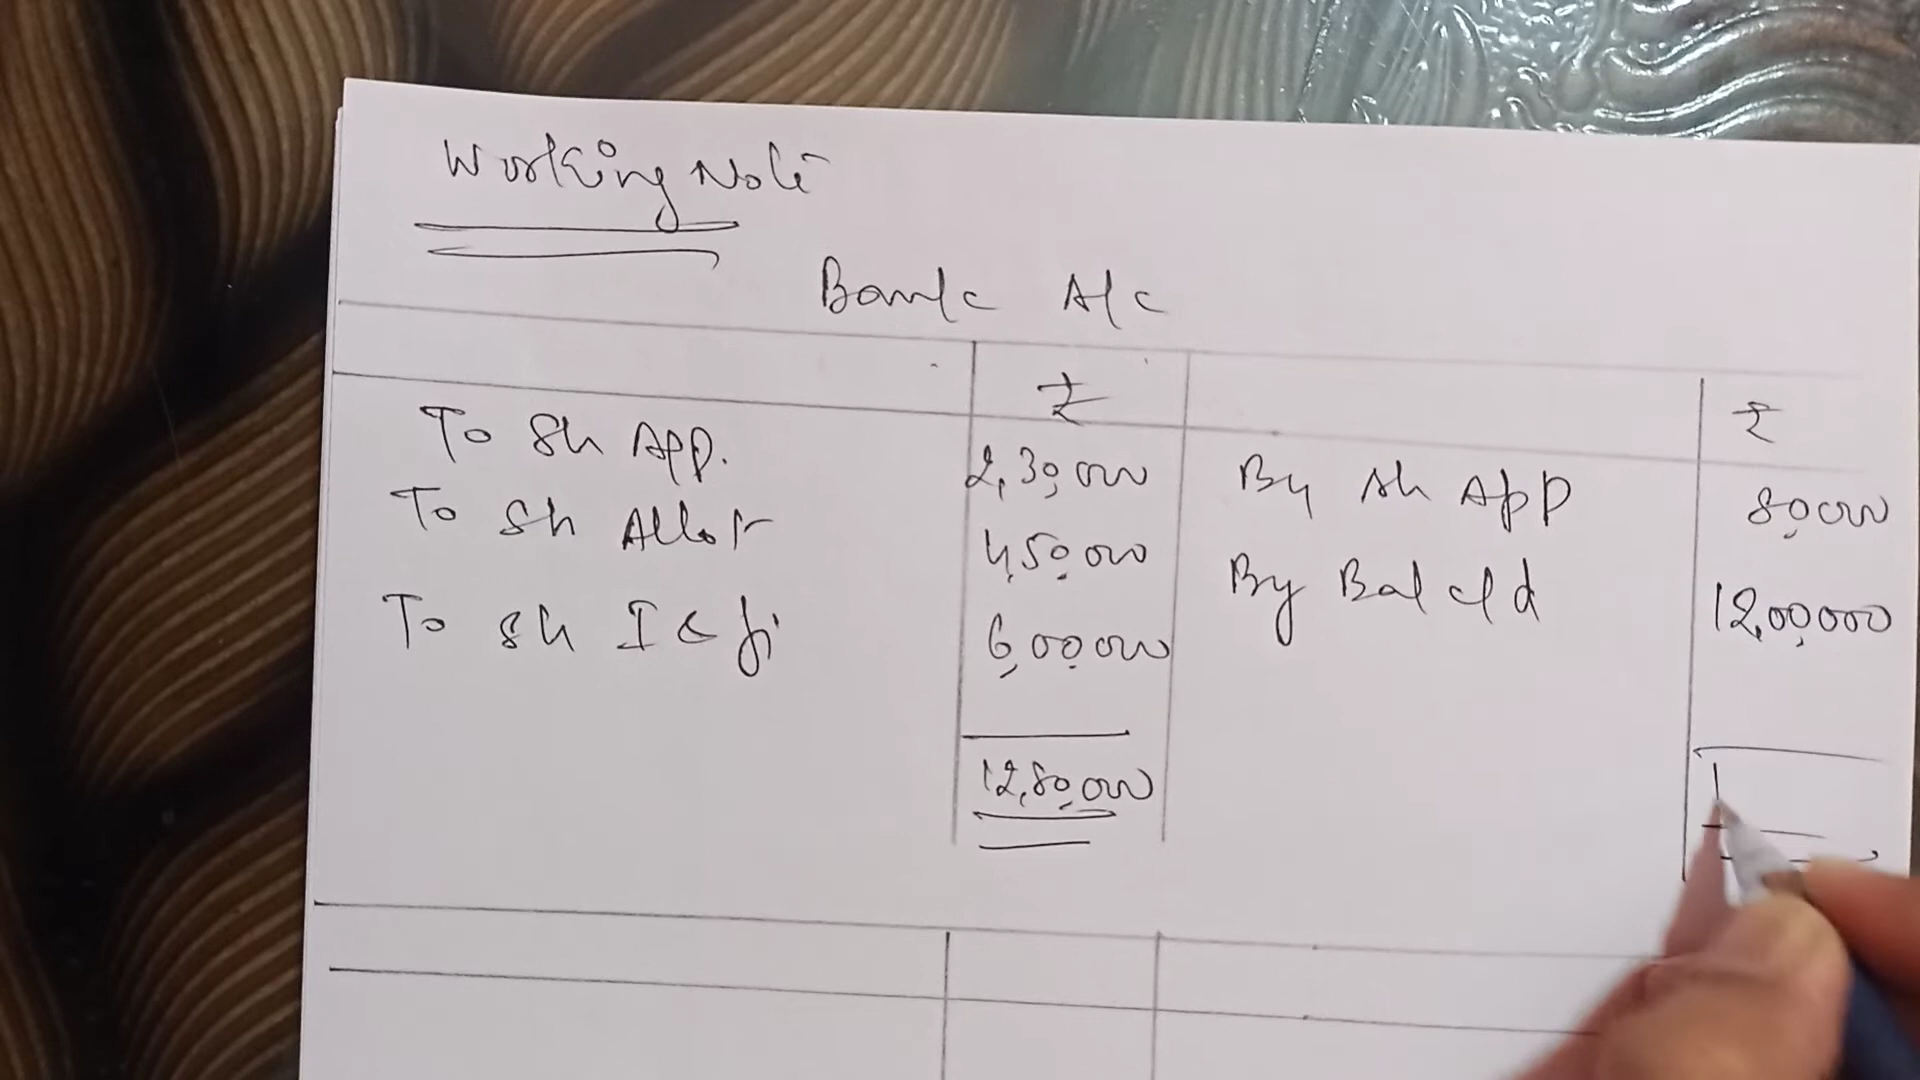 Working Note
Bank A/c
₹ ₹
To Sh App. 2,30,000 By Sh App 80,000
To Sh Allot 4,50,000 By Bal c/d 12,00,000
To Sh I & fi 6,00,000
12,80,000 1